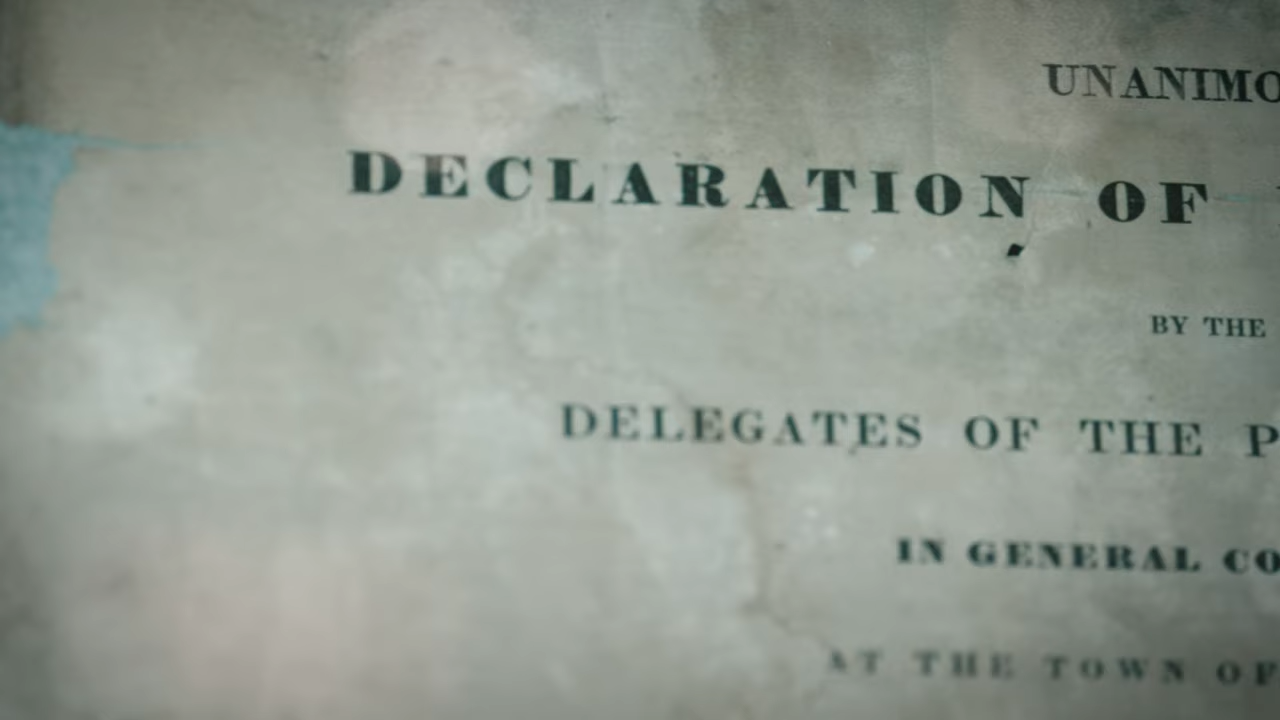 UNANIMO
DECLARATION OF
BY THE
DELEGATES OF THE P
IN GENERAL CO
AT THE TOWN OF